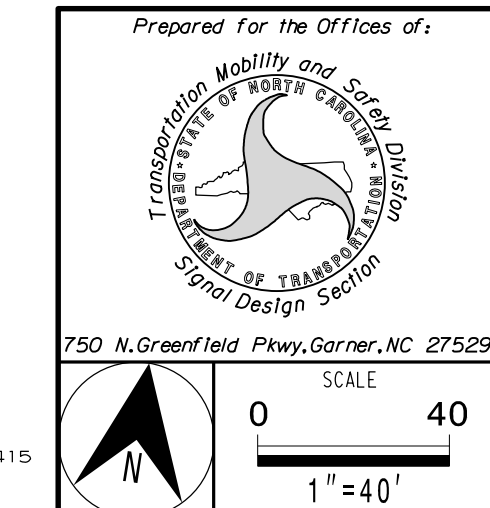 Prepared for the Offices of:
Transportation Mobility and Safety Division
STATE OF NORTH CAROLINA
DEPARTMENT OF TRANSPORTATION
Signal Design Section
750 N.Greenfield Pkwy,Garner,NC 27529
415
N
SCALE
0 40
1"=40'